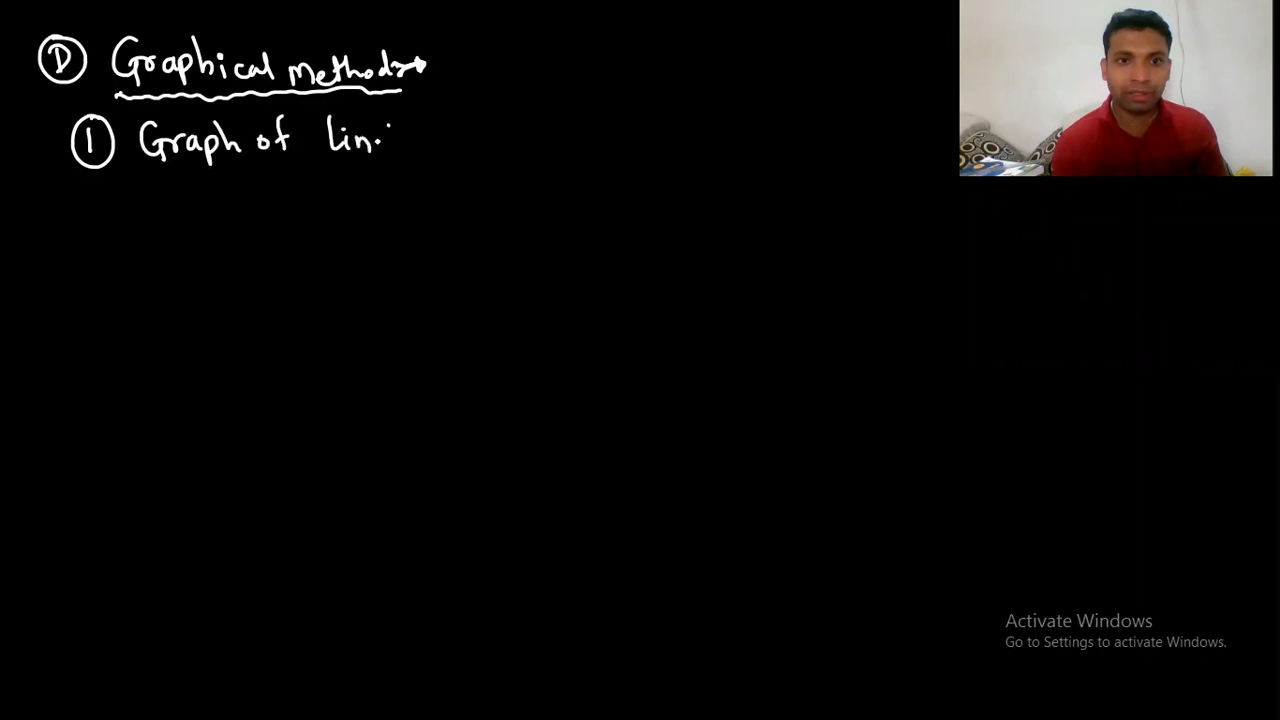 D Graphical Methods→
1 Graph of lin
Activate Windows
Go to Settings to activate Windows.